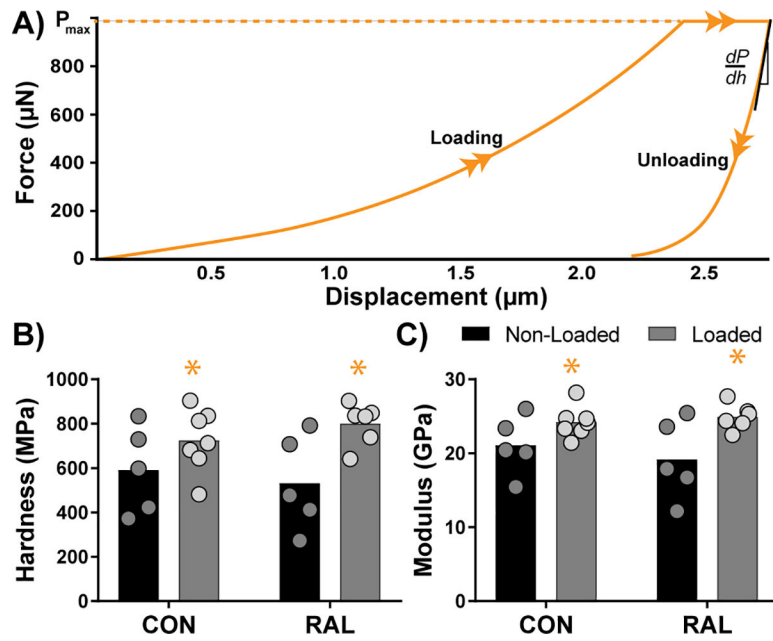 A)
Pmax
800
600
400
200
0
Force (µN)
Loading
Unloading
dP
dh
0.5 1.0 1.5 2.0 2.5
Displacement (µm)
B)
*
*
1000
800
600
400
200
0
Hardness (MPa)
CON RAL
C)
Non-Loaded Loaded
*
*
30
20
10
0
Modulus (GPa)
CON RAL